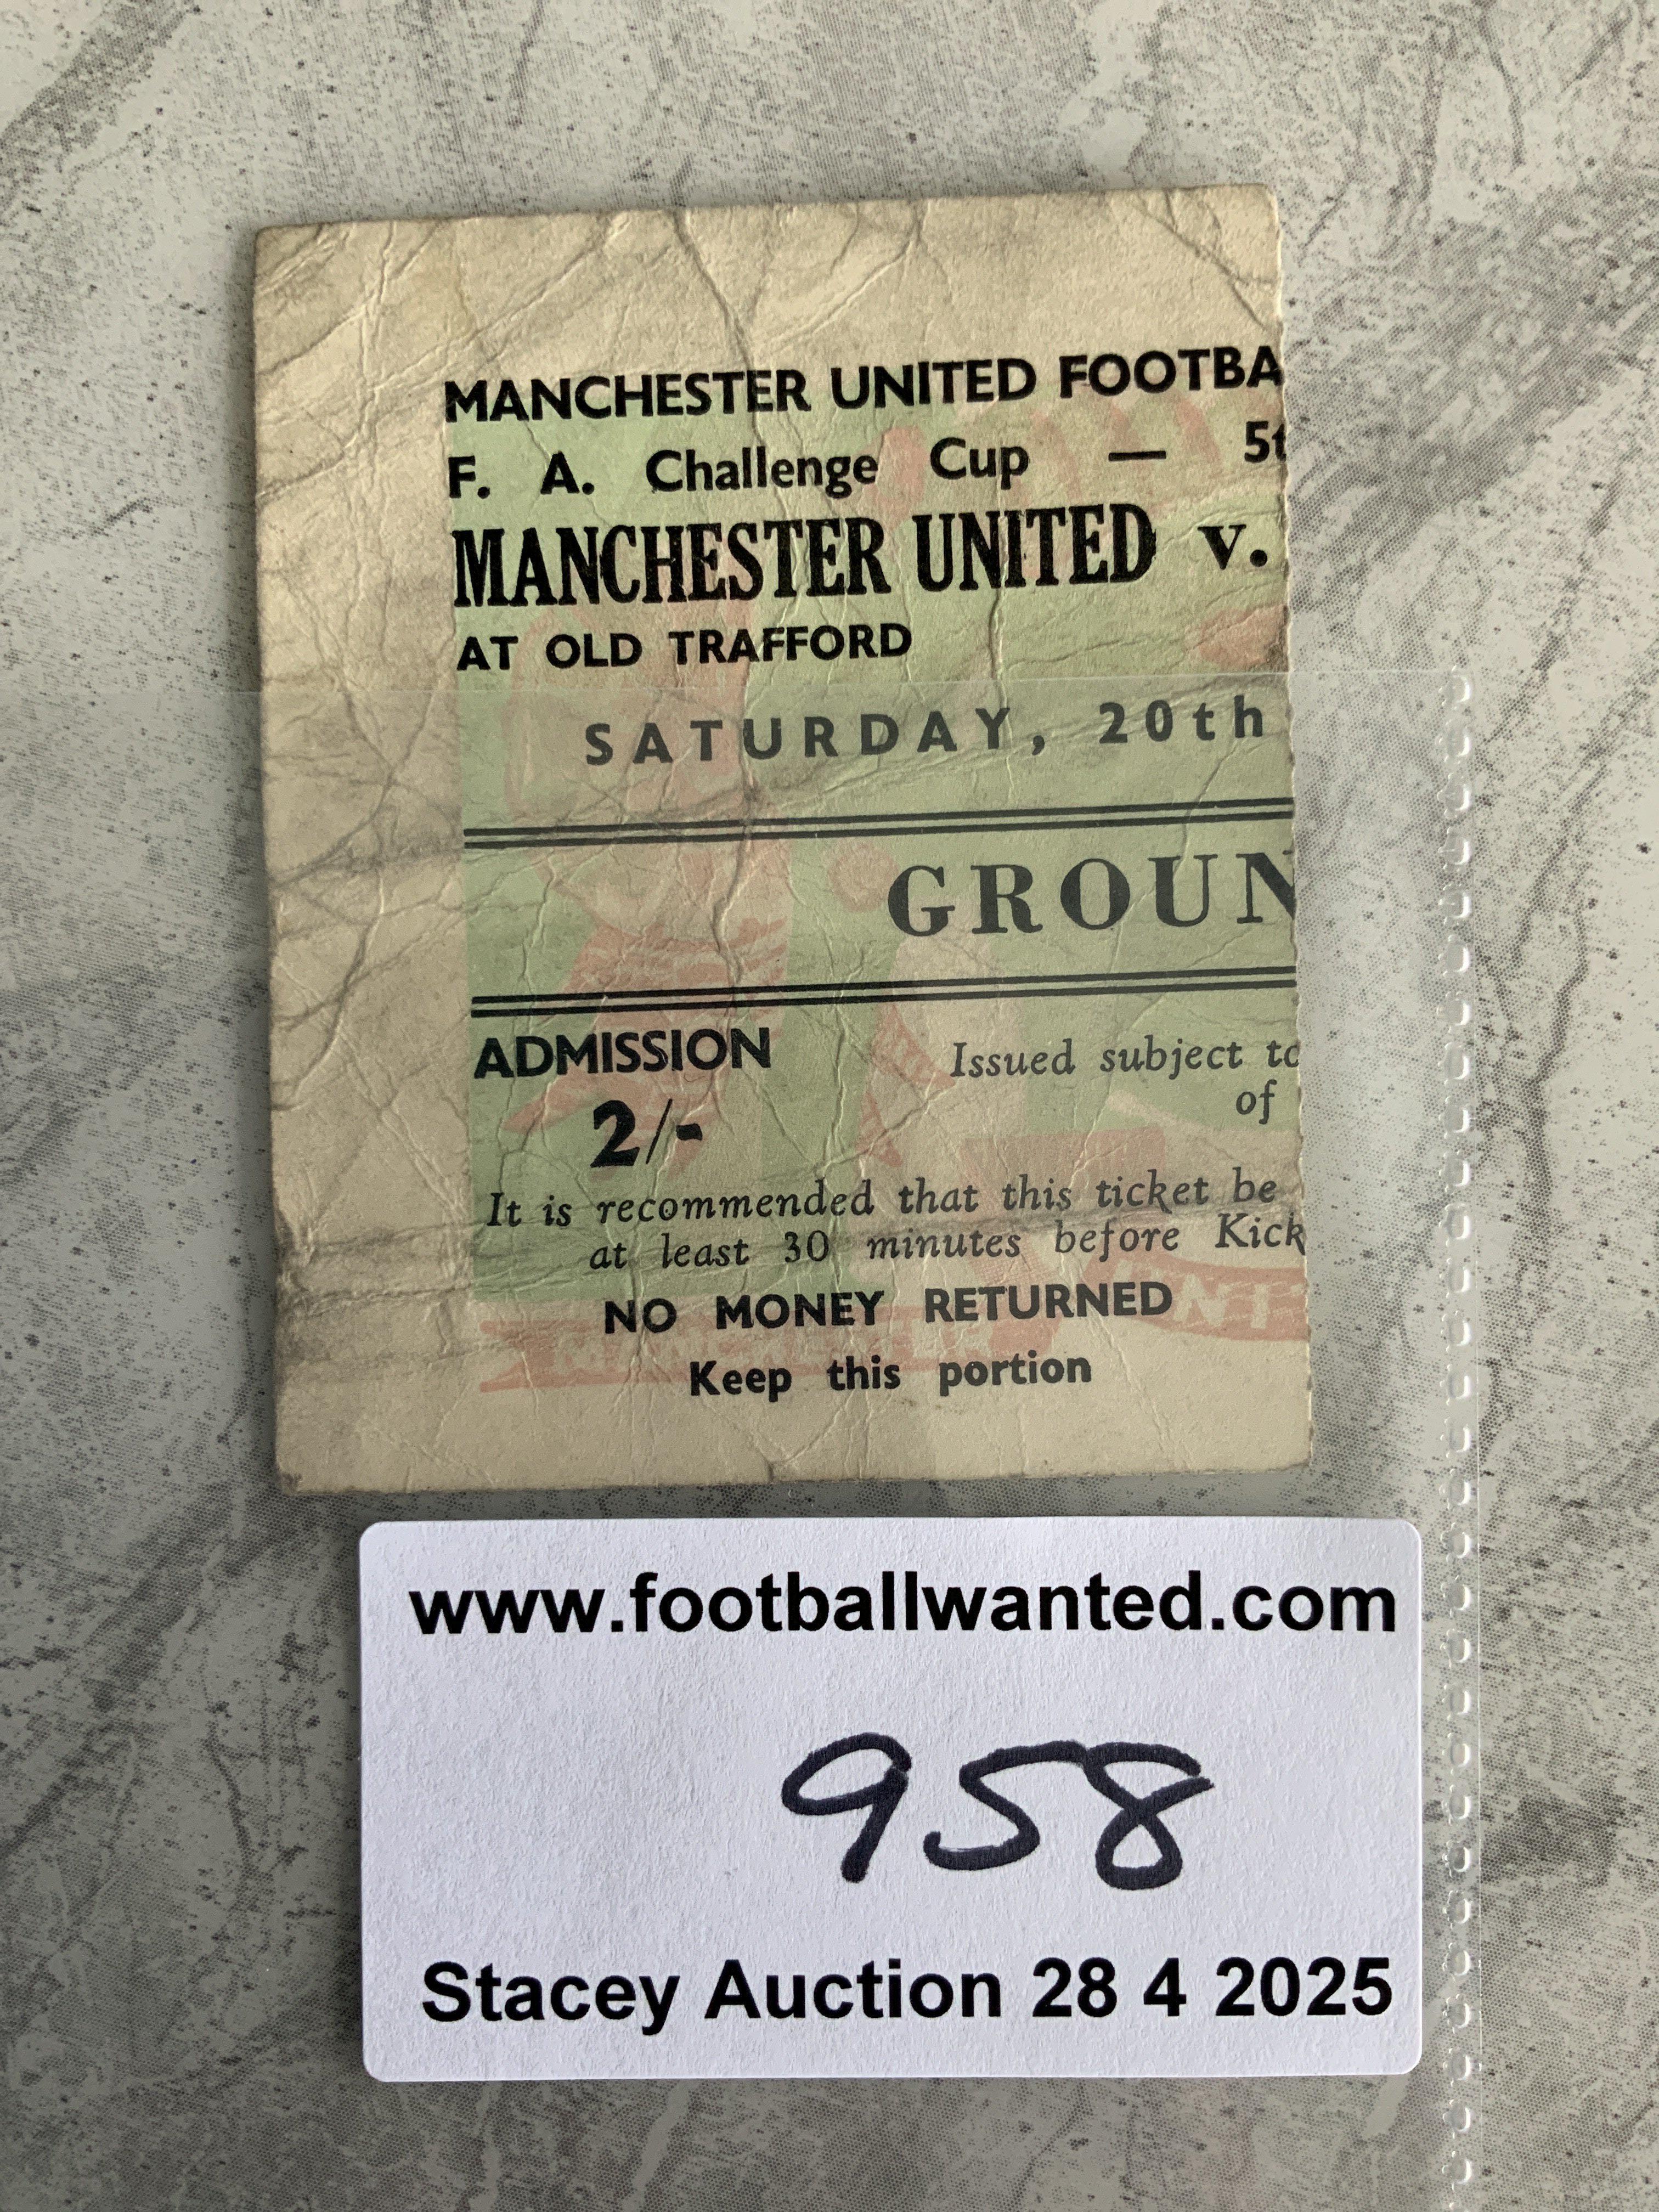 MANCHESTER UNITED FOOTBA
F. A. Challenge Cup — 5t
MANCHESTER UNITED v.
AT OLD TRAFFORD
SATURDAY, 20th
GROUN
ADMISSION Issued subject to
2/- of
It is recommended that this ticket be
at least 30 minutes before Kick
NO MONEY RETURNED
Keep this portion
www.footballwanted.com
958
Stacey Auction 28 4 2025